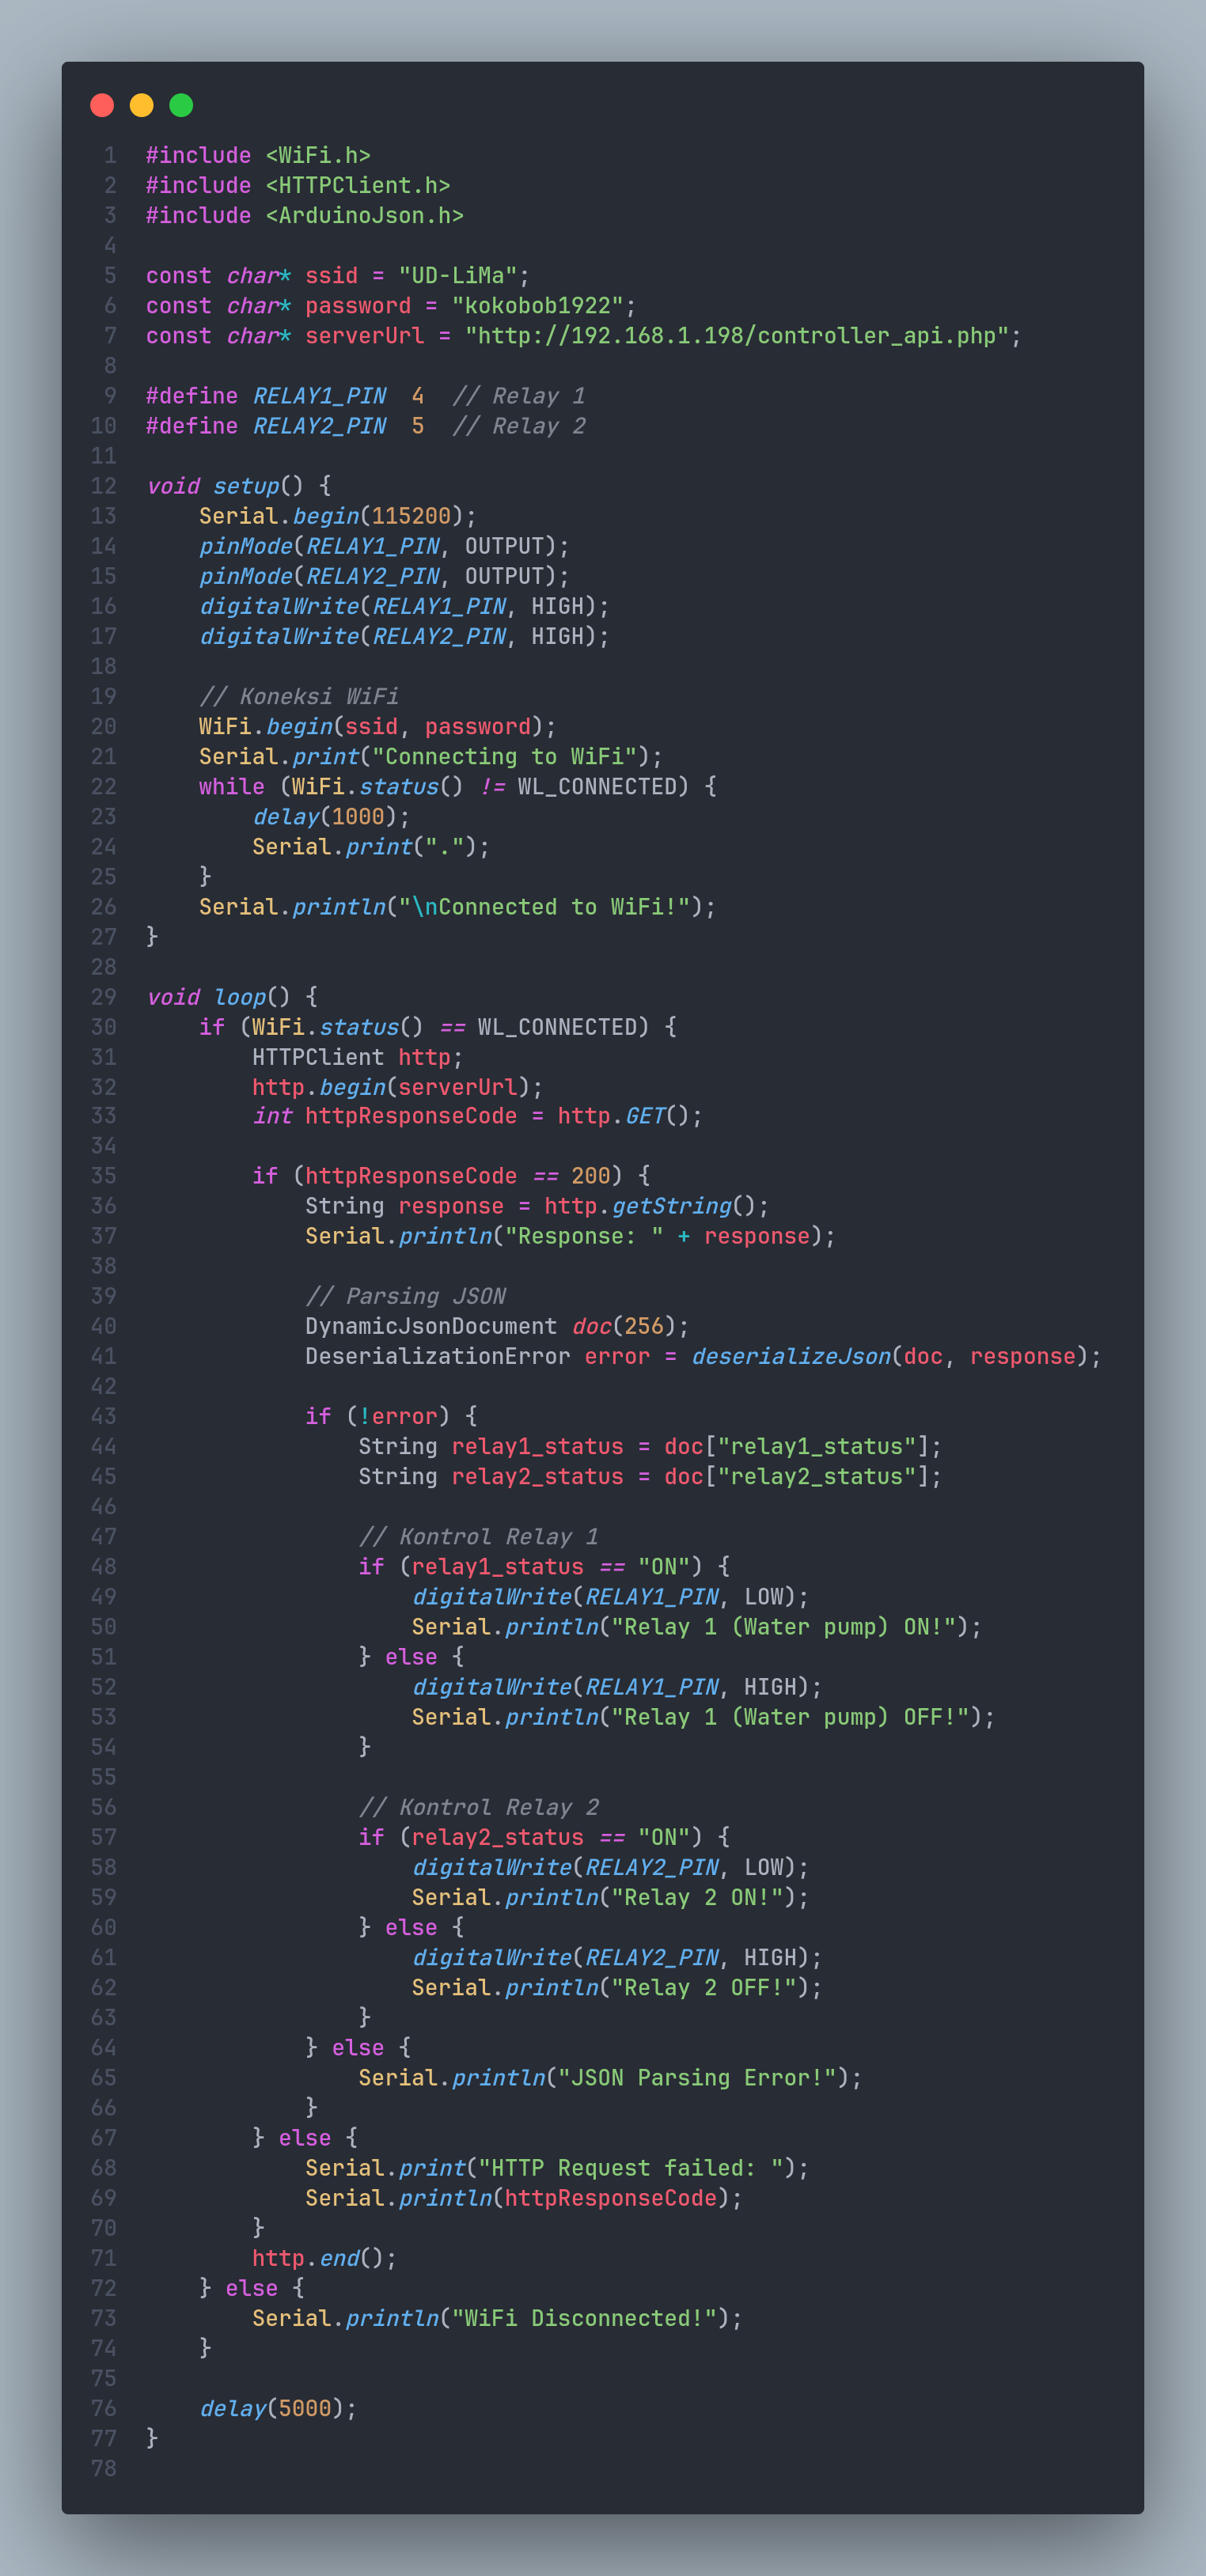 1 #include <WiFi.h>
2 #include <HTTPClient.h>
3 #include <ArduinoJson.h>
4
5 const char* ssid = "UD-LiMa";
6 const char* password = "kokobob1922";
7 const char* serverUrl = "http://192.168.1.198/controller_api.php";
8
9 #define RELAY1_PIN  4  // Relay 1
10 #define RELAY2_PIN  5  // Relay 2
11
12 void setup() {
13     Serial.begin(115200);
14     pinMode(RELAY1_PIN, OUTPUT);
15     pinMode(RELAY2_PIN, OUTPUT);
16     digitalWrite(RELAY1_PIN, HIGH);
17     digitalWrite(RELAY2_PIN, HIGH);
18
19     // Koneksi WiFi
20     WiFi.begin(ssid, password);
21     Serial.print("Connecting to WiFi");
22     while (WiFi.status() != WL_CONNECTED) {
23         delay(1000);
24         Serial.print(".");
25     }
26     Serial.println("\nConnected to WiFi!");
27 }
28
29 void loop() {
30     if (WiFi.status() == WL_CONNECTED) {
31         HTTPClient http;
32         http.begin(serverUrl);
33         int httpResponseCode = http.GET();
34
35         if (httpResponseCode == 200) {
36             String response = http.getString();
37             Serial.println("Response: " + response);
38
39             // Parsing JSON
40             DynamicJsonDocument doc(256);
41             DeserializationError error = deserializeJson(doc, response);
42
43             if (!error) {
44                 String relay1_status = doc["relay1_status"];
45                 String relay2_status = doc["relay2_status"];
46
47                 // Kontrol Relay 1
48                 if (relay1_status == "ON") {
49                     digitalWrite(RELAY1_PIN, LOW);
50                     Serial.println("Relay 1 (Water pump) ON!");
51                 } else {
52                     digitalWrite(RELAY1_PIN, HIGH);
53                     Serial.println("Relay 1 (Water pump) OFF!");
54                 }
55
56                 // Kontrol Relay 2
57                 if (relay2_status == "ON") {
58                     digitalWrite(RELAY2_PIN, LOW);
59                     Serial.println("Relay 2 ON!");
60                 } else {
61                     digitalWrite(RELAY2_PIN, HIGH);
62                     Serial.println("Relay 2 OFF!");
63                 }
64             } else {
65                 Serial.println("JSON Parsing Error!");
66             }
67         } else {
68             Serial.print("HTTP Request failed: ");
69             Serial.println(httpResponseCode);
70         }
71         http.end();
72     } else {
73         Serial.println("WiFi Disconnected!");
74     }
75
76     delay(5000);
77 }
78